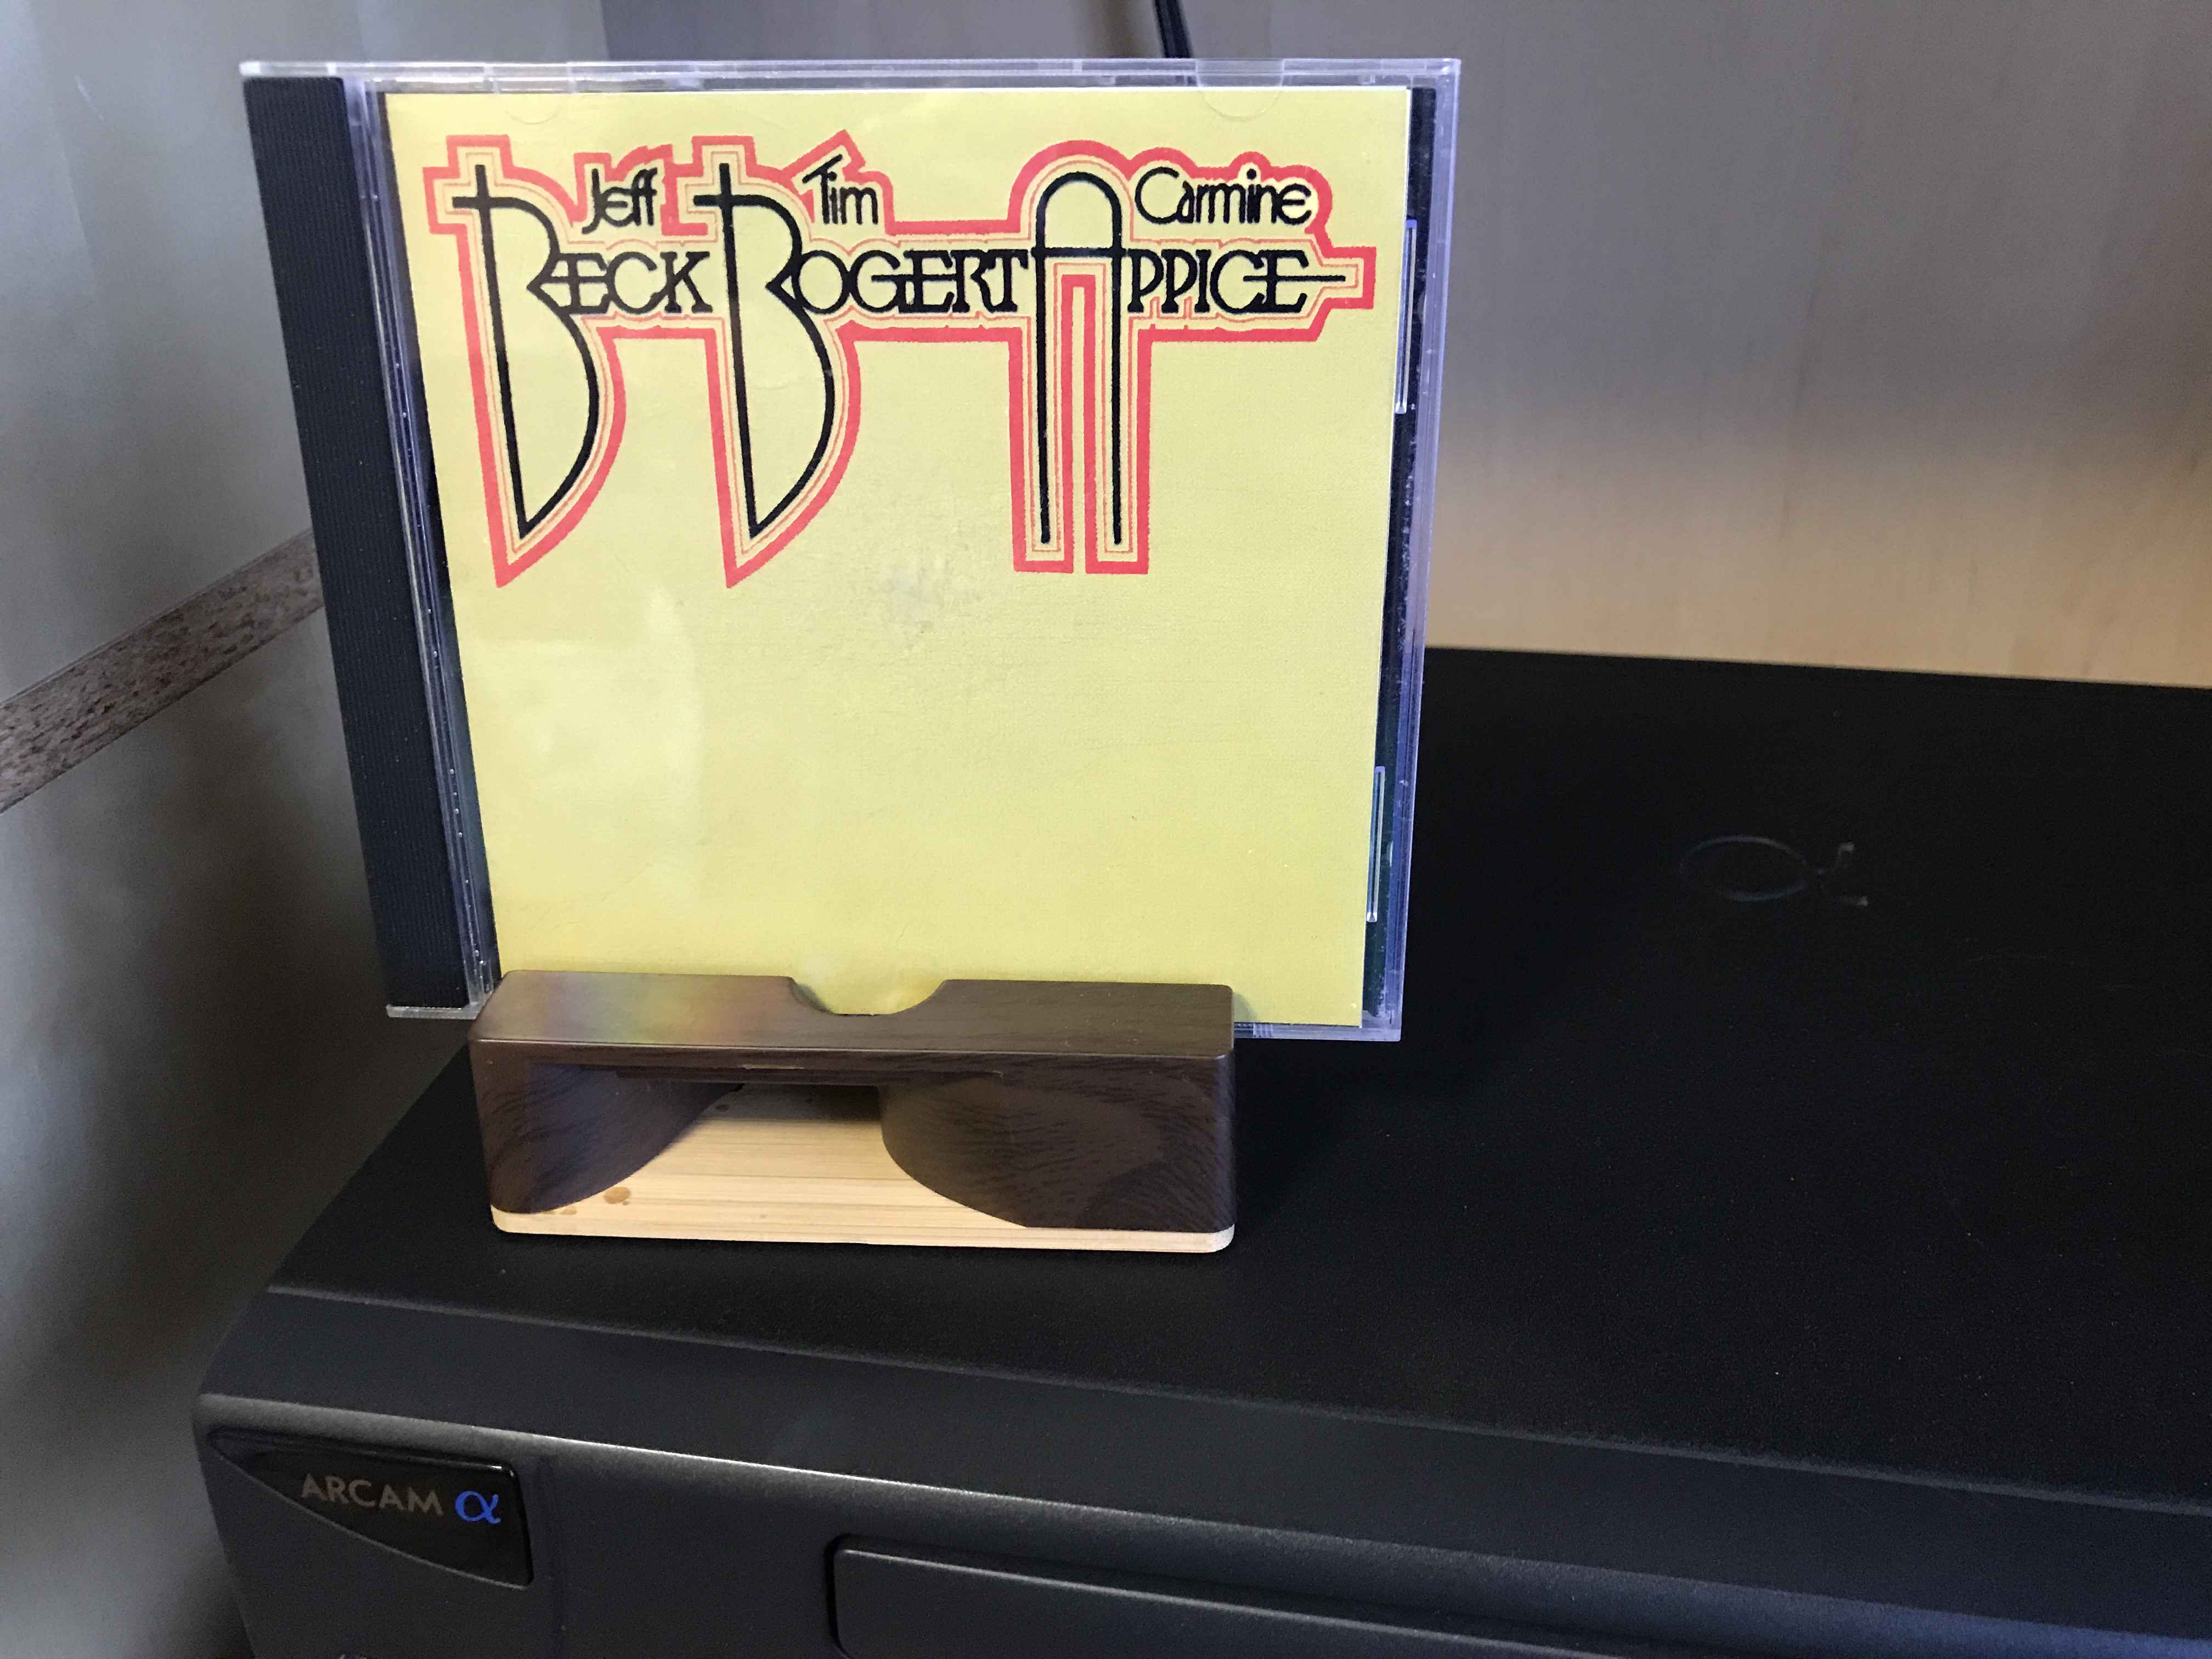 Jeff Tim Carmine
BECK BOGERT APPICE
ARCAM α